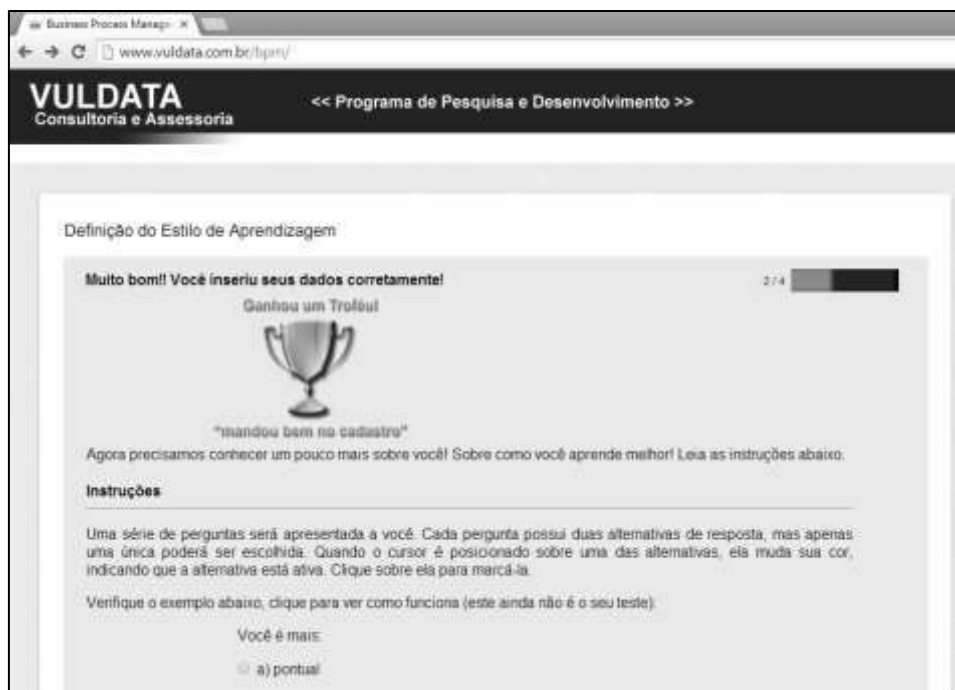 Business Process Manage
www.vuldata.com.br/bpm/
VULDATA
Consultoria e Assessoria
<< Programa de Pesquisa e Desenvolvimento >>
Definição do Estilo de Aprendizagem
Muito bom!! Você inseriu seus dados corretamente!
2 / 4
Ganhou um Troféu!
"mandou bem no cadastro"
Agora precisamos conhecer um pouco mais sobre você! Sobre como você aprende melhor! Leia as instruções abaixo.
Instruções
Uma série de perguntas será apresentada a você. Cada pergunta possui duas alternativas de resposta, mas apenas
uma única poderá ser escolhida. Quando o cursor é posicionado sobre uma das alternativas, ela muda sua cor,
indicando que a alternativa está ativa. Clique sobre ela para marcá-la.
Verifique o exemplo abaixo, clique para ver como funciona (este ainda não é o seu teste):
Você é mais:
a) pontual